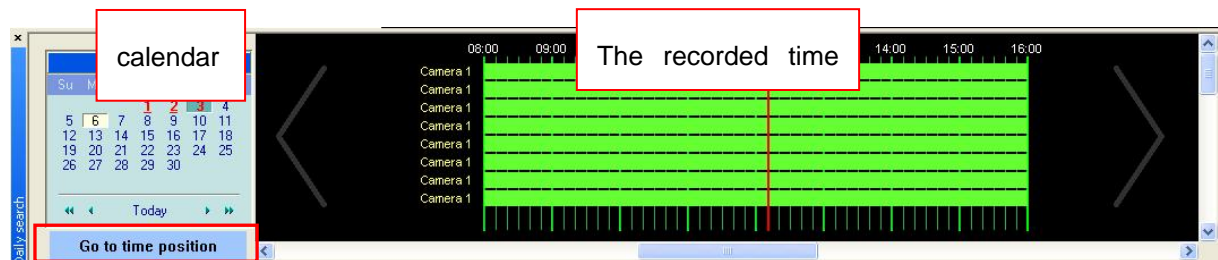 calendar
The recorded time
08:00 09:00 14:00 15:00 16:00
Su M
1 2 3 4
5 6 7 8 9 10 11
12 13 14 15 16 17 18
19 20 21 22 23 24 25
26 27 28 29 30
Today
Go to time position
Daily search
Camera 1
Camera 1
Camera 1
Camera 1
Camera 1
Camera 1
Camera 1
Camera 1